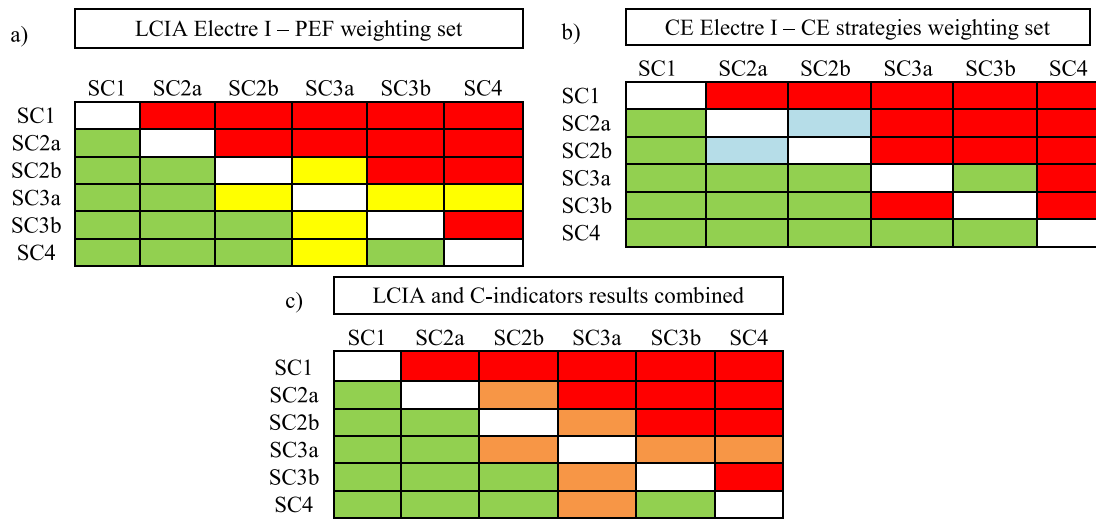 a)
LCIA Electre I – PEF weighting set
SC1 SC2a SC2b SC3a SC3b SC4
SC1
SC2a
SC2b
SC3a
SC3b
SC4
b)
CE Electre I – CE strategies weighting set
SC1 SC2a SC2b SC3a SC3b SC4
SC1
SC2a
SC2b
SC3a
SC3b
SC4
c)
LCIA and C-indicators results combined
SC1 SC2a SC2b SC3a SC3b SC4
SC1
SC2a
SC2b
SC3a
SC3b
SC4